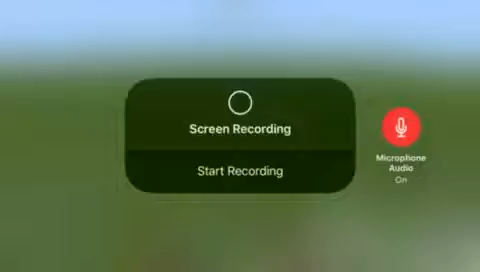 Screen Recording
Start Recording
Microphone
Audio
On